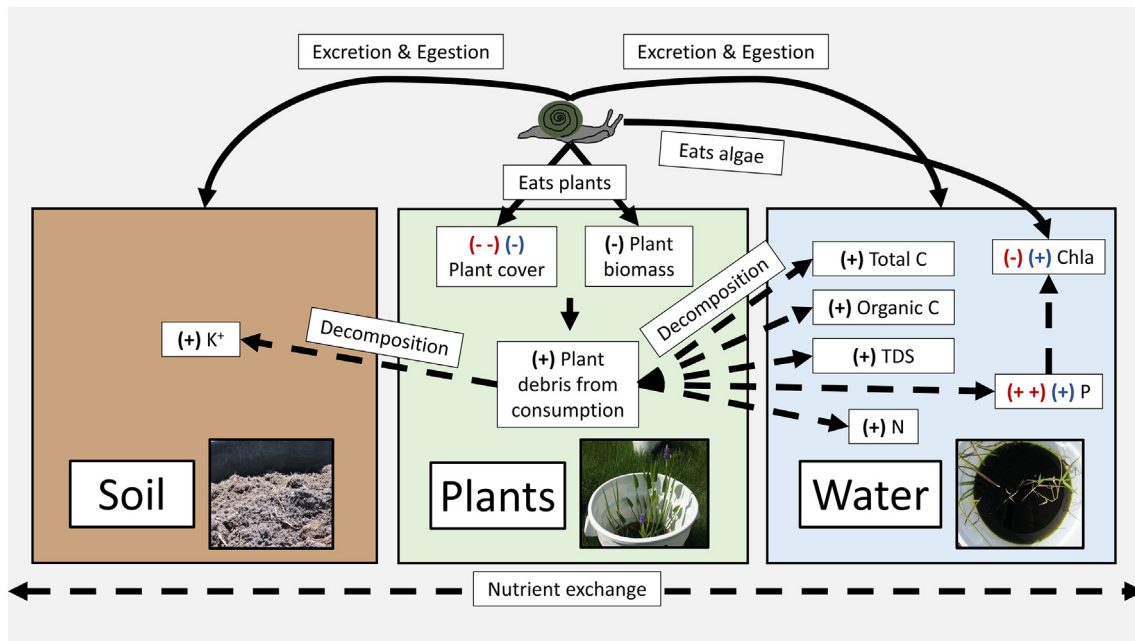 Excretion & Egestion
Excretion & Egestion
Eats algae
Eats plants
(- -) (-)
Plant cover
(-) Plant
biomass
Decomposition
(+) Total C
(-) (+) Chla
(+) Organic C
Decomposition
(+) K⁺
(+) Plant
debris from
consumption
(+) TDS
(+ +) (+) P
(+) N
Soil
Plants
Water
Nutrient exchange